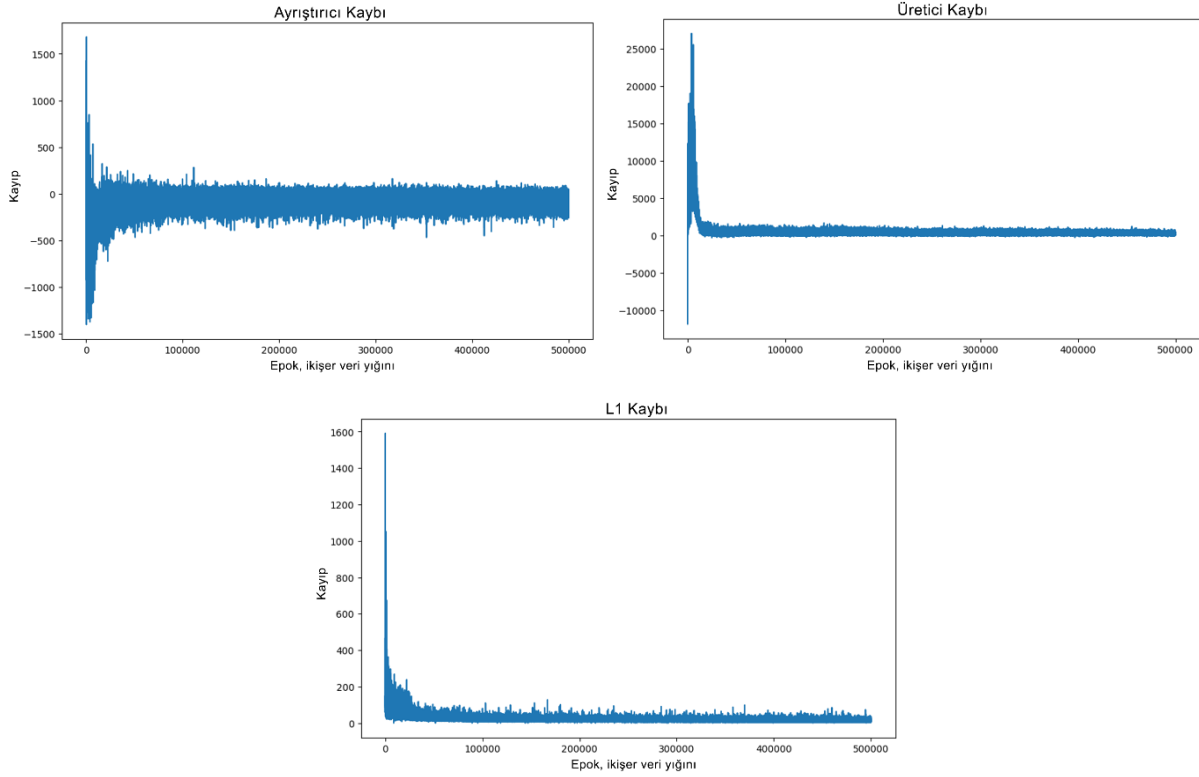 Ayrıştırıcı Kaybı
1500
1000
500
0
−500
−1000
−1500
Kayıp
0 100000 200000 300000 400000 500000
Epok, ikişer veri yığını
Üretici Kaybı
25000
20000
15000
10000
5000
0
−5000
−10000
Kayıp
0 100000 200000 300000 400000 500000
Epok, ikişer veri yığını
L1 Kaybı
1600
1400
1200
1000
800
600
400
200
0
Kayıp
0 100000 200000 300000 400000 500000
Epok, ikişer veri yığını